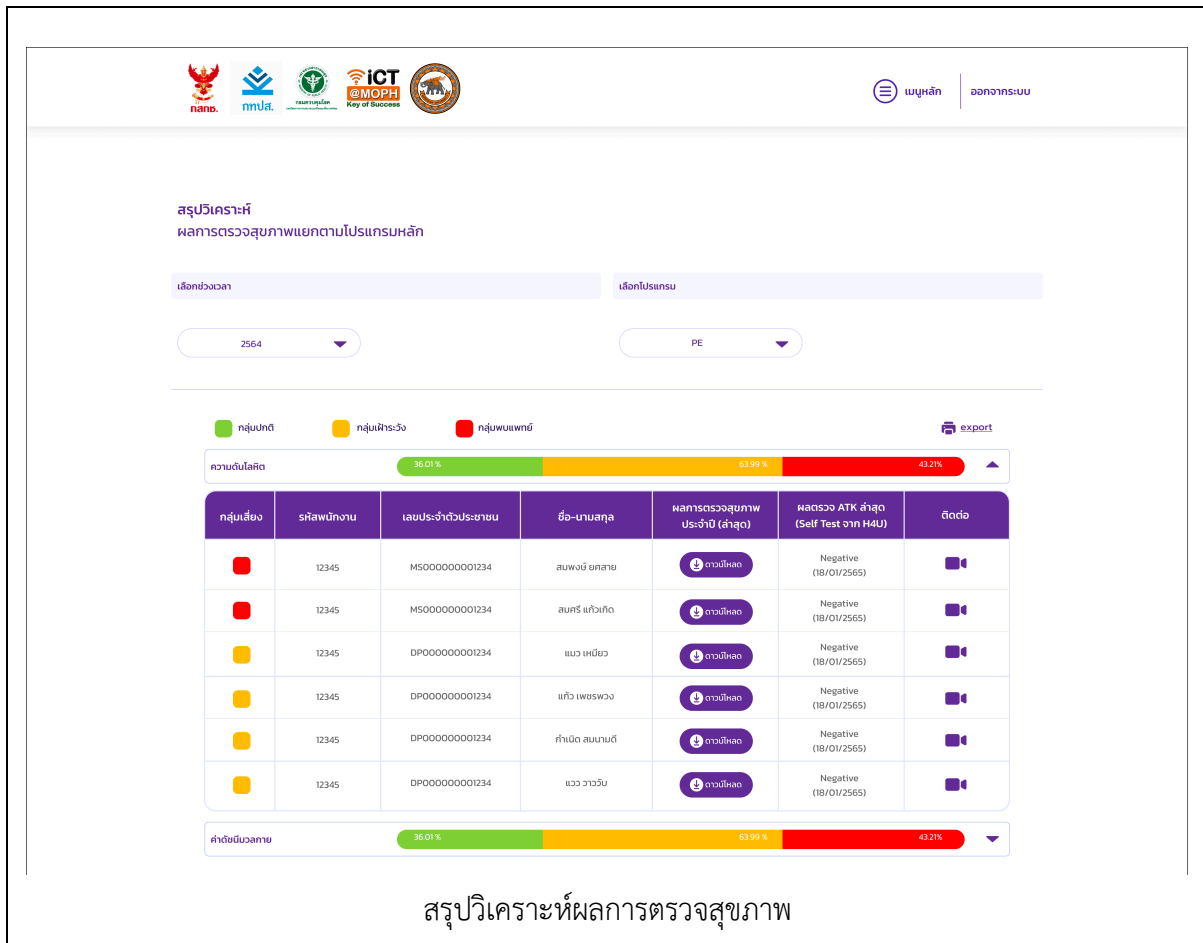 กสทช.
กทปส.
กรมควบคุมโรค
iCT
@MOPH
Key of Success
เมนูหลัก
ออกจากระบบ
สรุปวิเคราะห์
ผลการตรวจสุขภาพแยกตามโปรแกรมหลัก
เลือกช่วงเวลา เลือกโปรแกรม
2564 PE
กลุ่มปกติ กลุ่มเฝ้าระวัง กลุ่มพบแพทย์ export
ความดันโลหิต 36.01 % 63.99 % 43.21%
กลุ่มเสี่ยง รหัสพนักงาน เลขประจำตัวประชาชน ชื่อ-นามสกุล ผลการตรวจสุขภาพ ผลตรวจ ATK ล่าสุด ติดต่อ
ประจำปี (ล่าสุด) (Self Test จาก H4U)
12345 MS000000001234 สมพงษ์ ยศสาย ดาวน์โหลด Negative
(18/01/2565)
12345 MS000000001234 สมศรี แก้วเกิด ดาวน์โหลด Negative
(18/01/2565)
12345 DP000000001234 แมว เหมียว ดาวน์โหลด Negative
(18/01/2565)
12345 DP000000001234 แก้ว เพชรพวง ดาวน์โหลด Negative
(18/01/2565)
12345 DP000000001234 กำเนิด สมนามดี ดาวน์โหลด Negative
(18/01/2565)
12345 DP000000001234 แวว วาววับ ดาวน์โหลด Negative
(18/01/2565)
ค่าดัชนีมวลกาย 36.01 % 63.99 % 43.21%
สรุปวิเคราะห์ผลการตรวจสุขภาพ